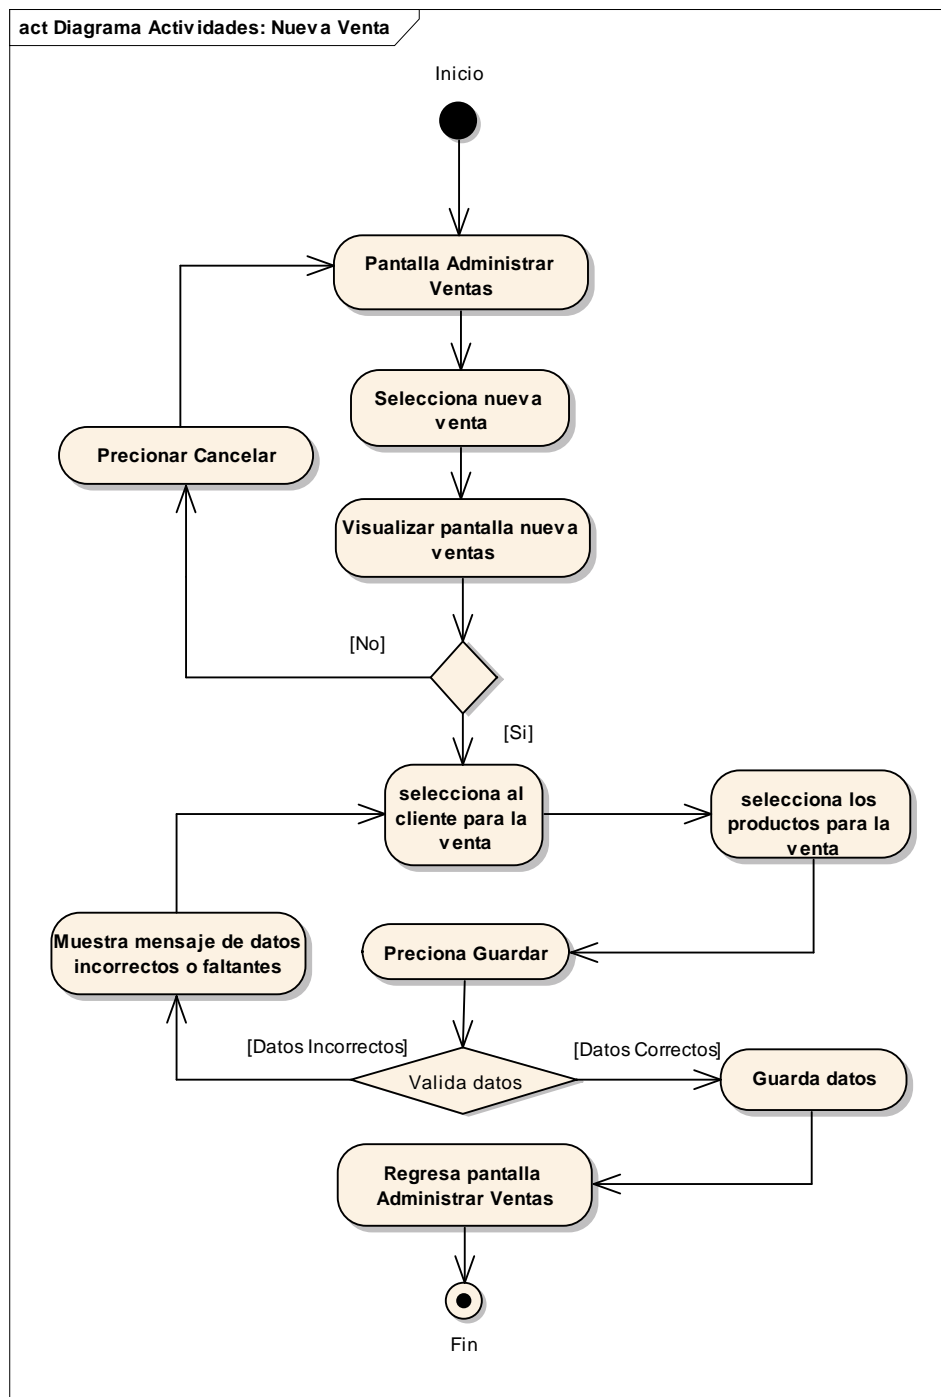 act Diagrama Actividades: Nueva Venta
Inicio
Pantalla Administrar
Ventas
Selecciona nueva
venta
Precionar Cancelar
Visualizar pantalla nueva
ventas
[No]
[Si]
selecciona al
cliente para la
venta
selecciona los
productos para la
venta
Muestra mensaje de datos
incorrectos o faltantes
Preciona Guardar
[Datos Incorrectos]
[Datos Correctos]
Valida datos
Guarda datos
Regresa pantalla
Administrar Ventas
Fin